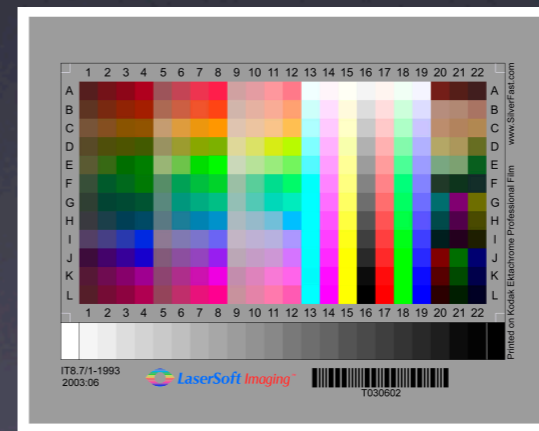 1 2 3 4 5 6 7 8 9 10 11 12 13 14 15 16 17 18 19 20 21 22
A A
B B
C C
D D
E E
F F
G G
H H
I I
J J
K K
L L
1 2 3 4 5 6 7 8 9 10 11 12 13 14 15 16 17 18 19 20 21 22
Printed on Kodak Ektachrome Professional Film www.SilverFast.com
IT8.7/1-1993
2003:06
LaserSoft Imaging
T030602